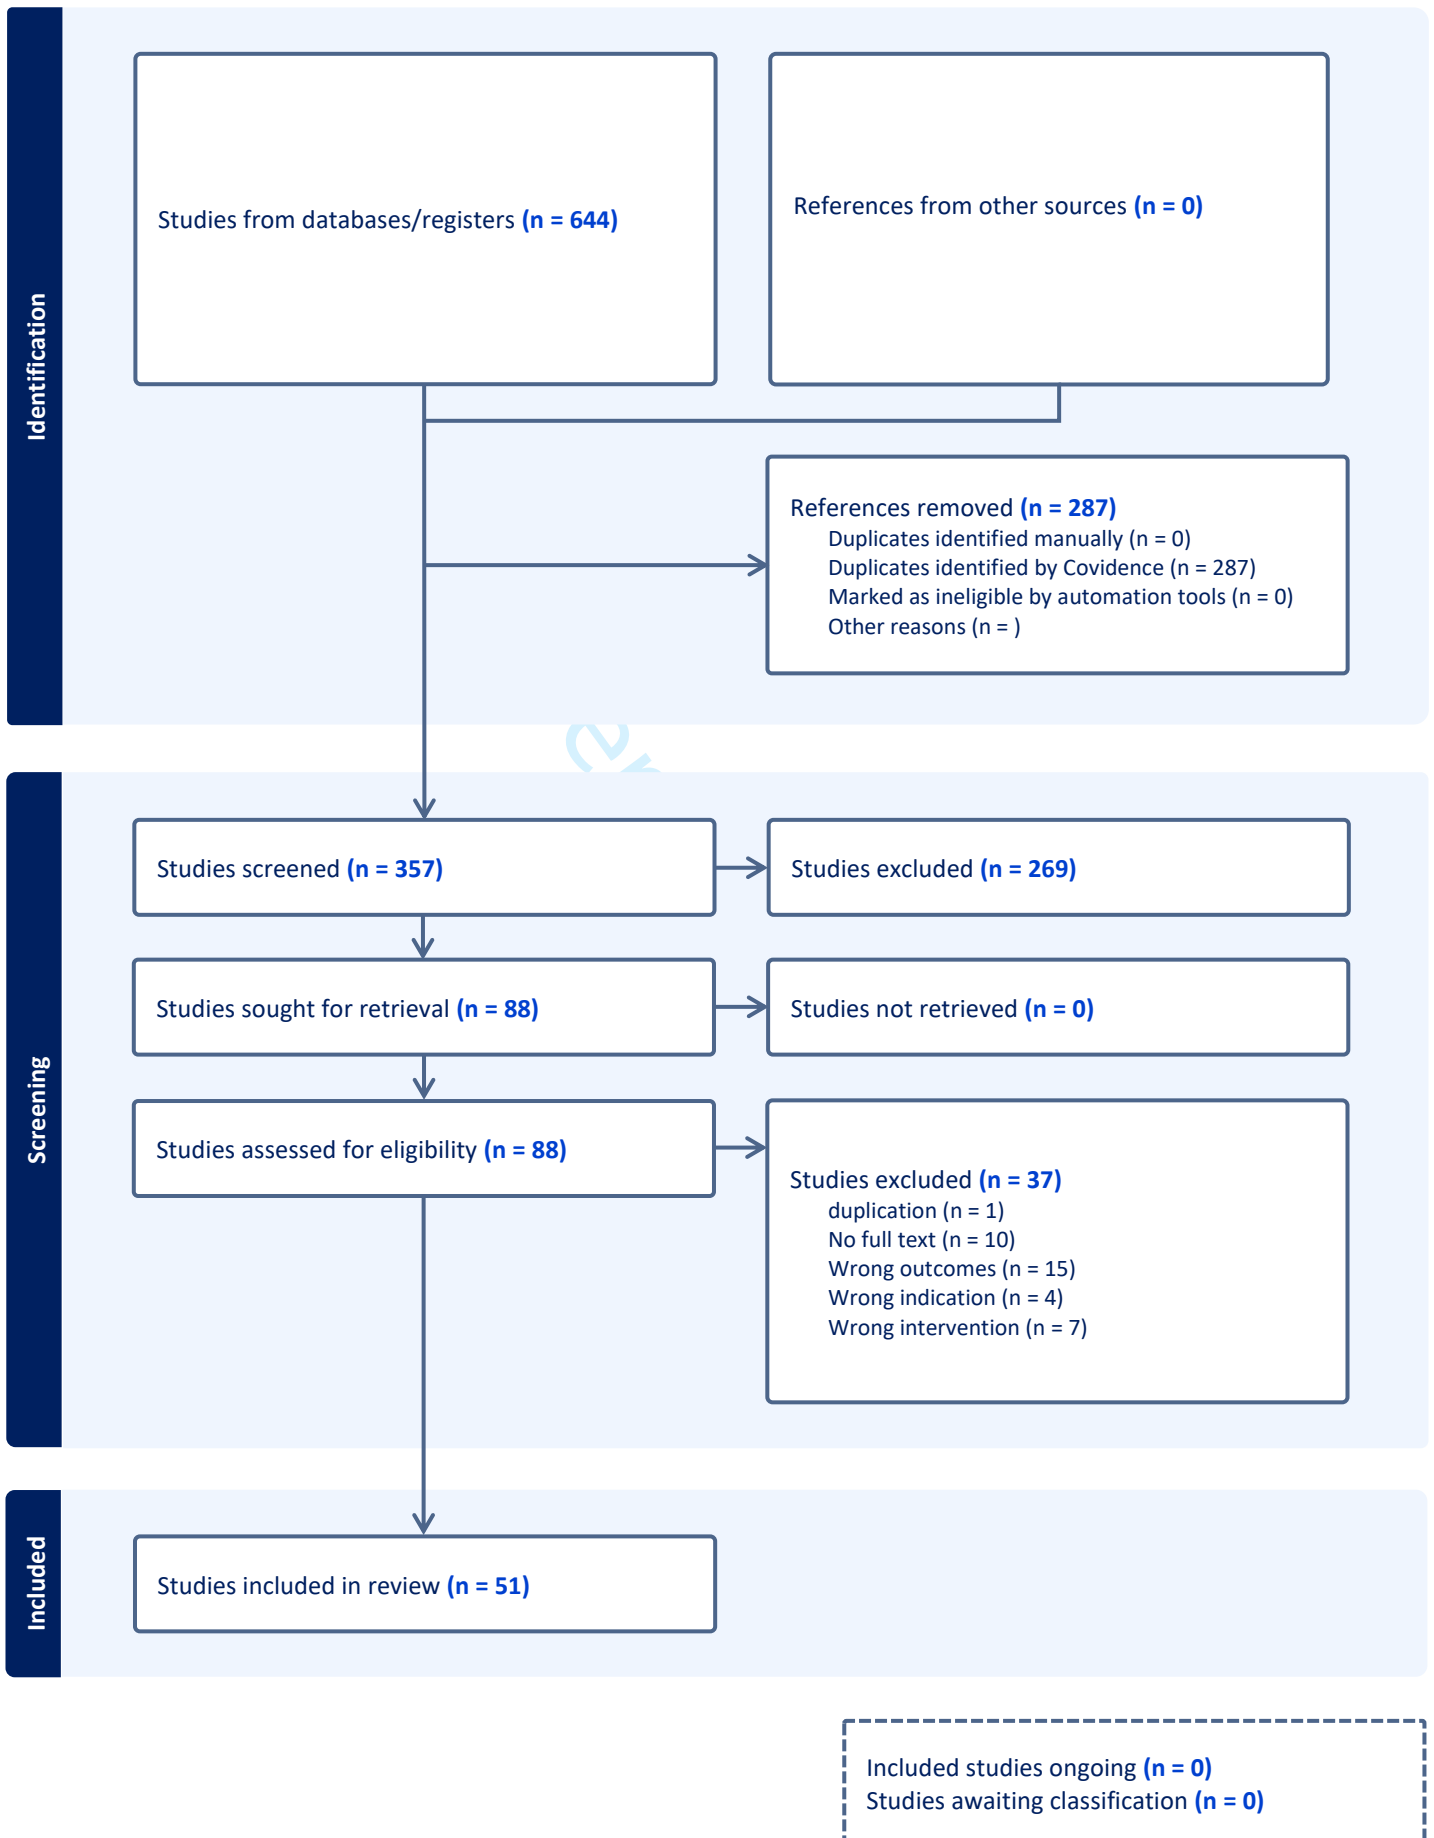 Identification
Studies from databases/registers (n = 644)
References from other sources (n = 0)
References removed (n = 287)
Duplicates identified manually (n = 0)
Duplicates identified by Covidence (n = 287)
Marked as ineligible by automation tools (n = 0)
Other reasons (n = )
Screening
Studies screened (n = 357)
Studies excluded (n = 269)
Studies sought for retrieval (n = 88)
Studies not retrieved (n = 0)
Studies assessed for eligibility (n = 88)
Studies excluded (n = 37)
duplication (n = 1)
No full text (n = 10)
Wrong outcomes (n = 15)
Wrong indication (n = 4)
Wrong intervention (n = 7)
Included
Studies included in review (n = 51)
Included studies ongoing (n = 0)
Studies awaiting classification (n = 0)